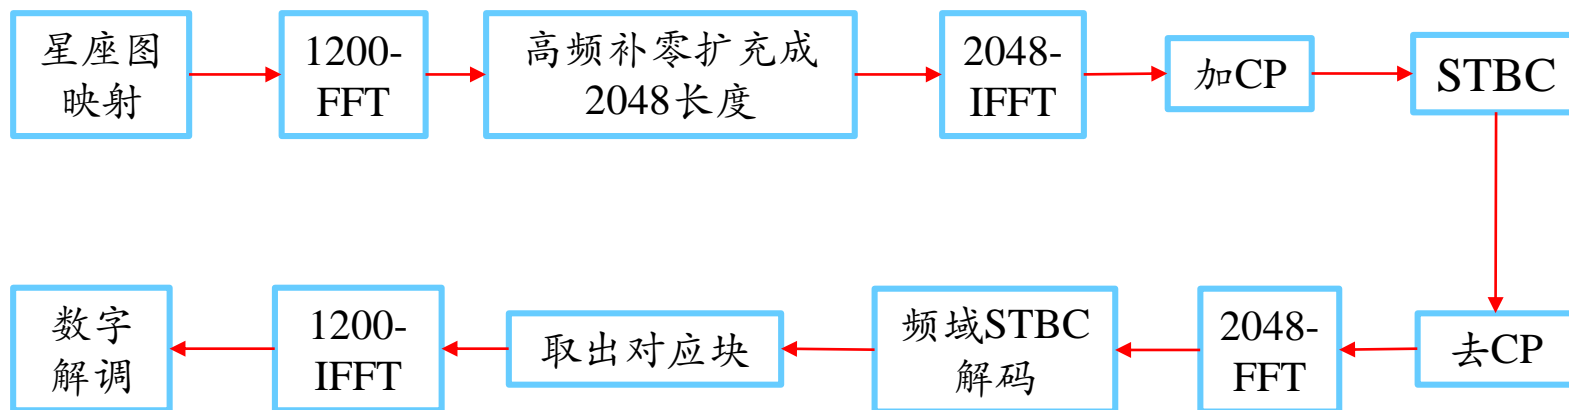 星座图
映射
1200-
FFT
高频补零扩充成
2048长度
2048-
IFFT
加CP
STBC
数字
解调
1200-
IFFT
取出对应块
频域STBC
解码
2048-
FFT
去CP